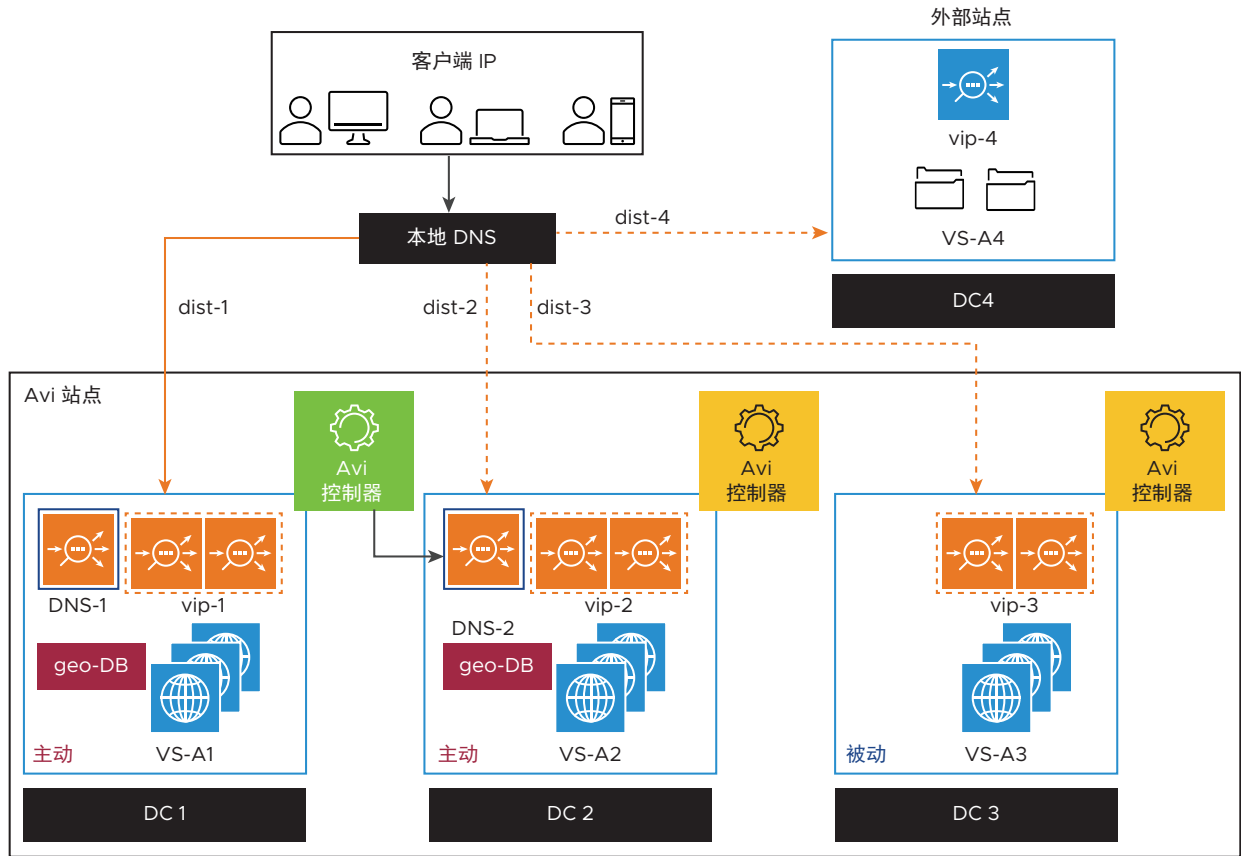 外部站点
客户端 IP
vip-4
VS-A4
DC4
本地 DNS
dist-4
dist-1
dist-2
dist-3
Avi 站点
Avi
控制器
Avi
控制器
Avi
控制器
DNS-1
vip-1
geo-DB
主动
VS-A1
DC 1
DNS-2
vip-2
geo-DB
主动
VS-A2
DC 2
vip-3
被动
VS-A3
DC 3